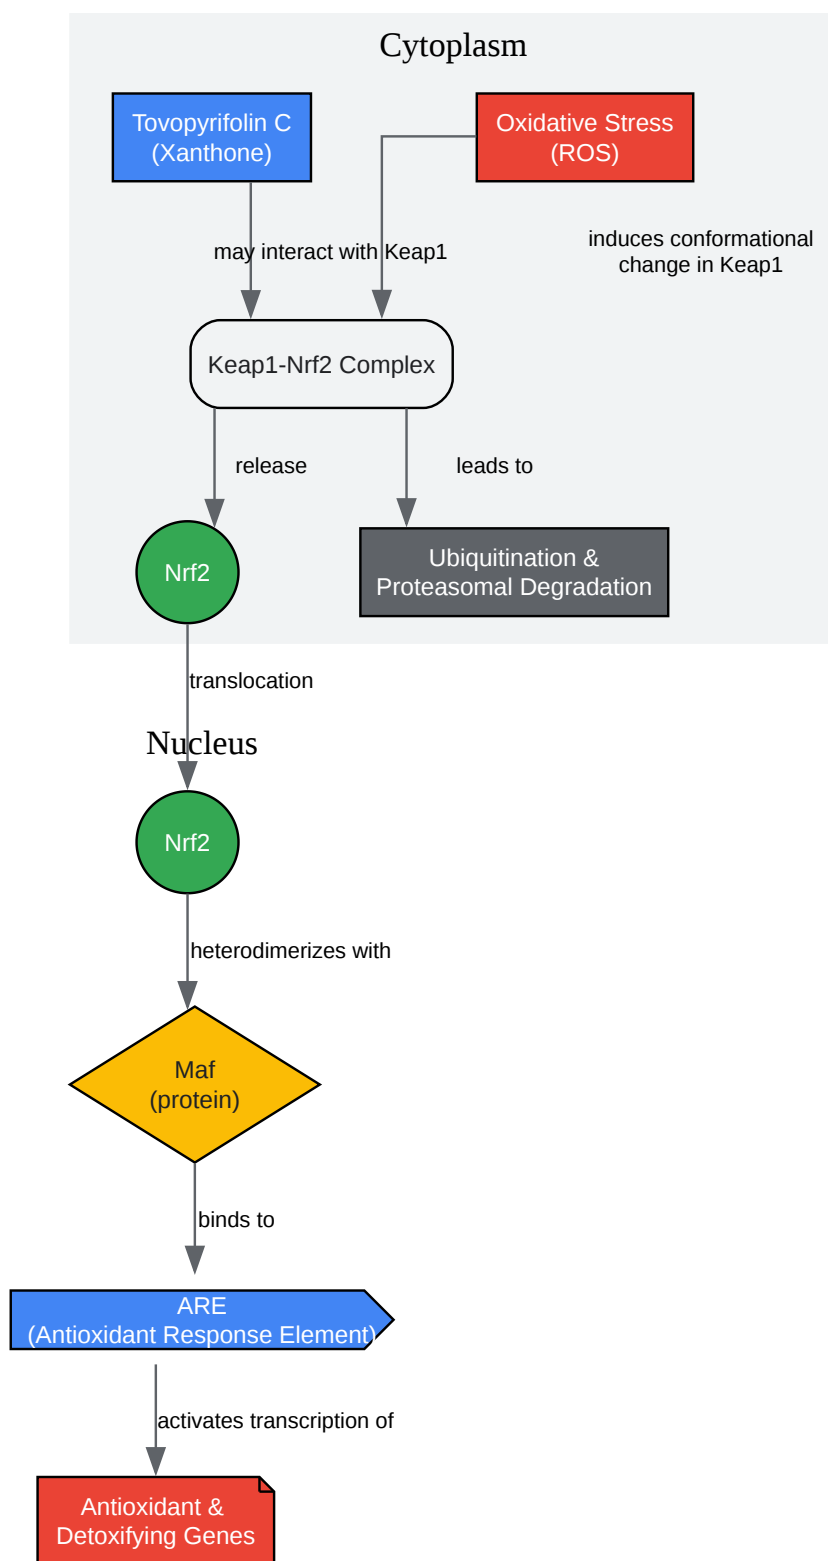 Cytoplasm
Tovopyrifolin C
(Xanthone)
Oxidative Stress
(ROS)
may interact with Keap1
induces conformational
change in Keap1
Keap1-Nrf2 Complex
release
leads to
Nrf2
Ubiquitination &
Proteasomal Degradation
translocation
Nucleus
Nrf2
heterodimerizes with
Maf
(protein)
binds to
ARE
(Antioxidant Response Element)
activates transcription of
Antioxidant &
Detoxifying Genes